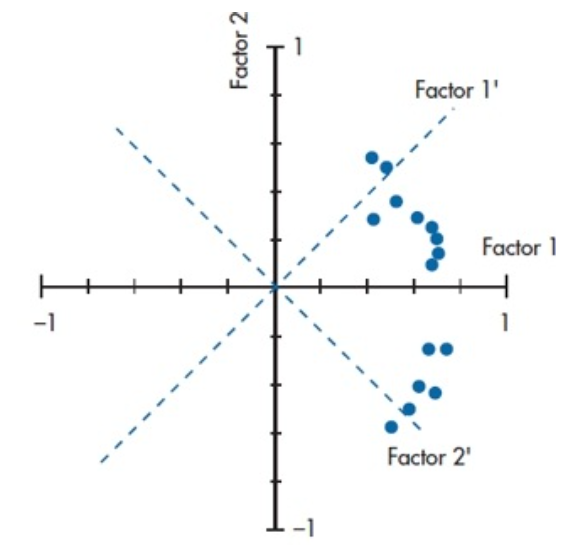 Factor 2
1
Factor 1'
Factor 1
–1
1
Factor 2'
–1